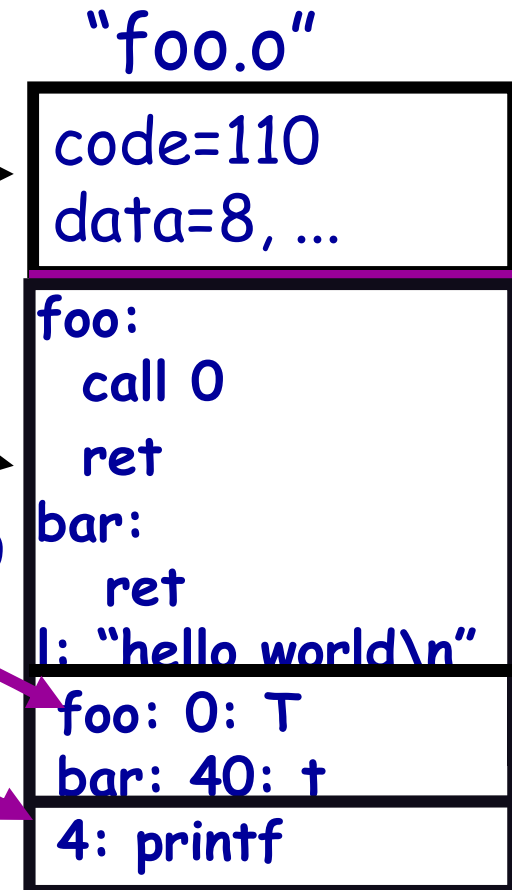 “foo.o”
code=110
data=8, ...
foo:
call 0
ret
bar:
ret
l: “hello world\n”
foo: 0: T
bar: 40: t
4: printf